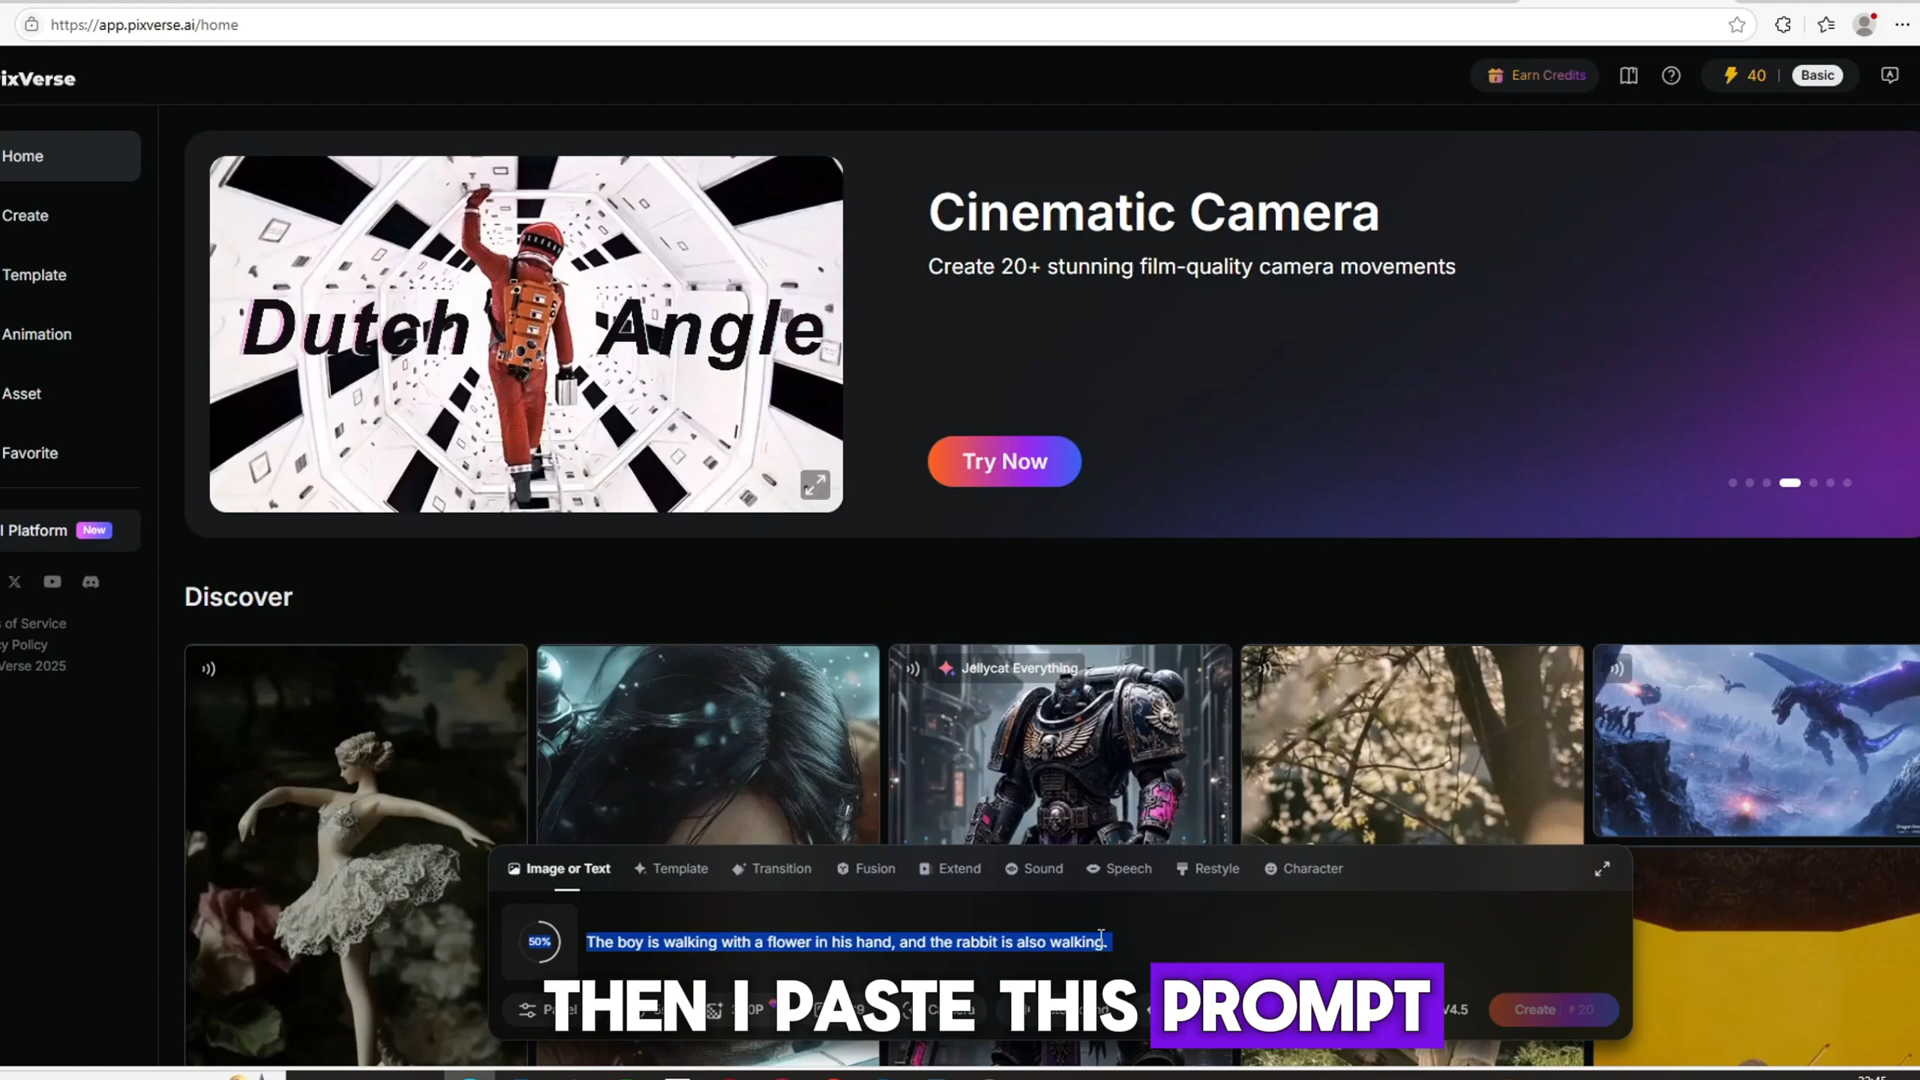 https://app.pixverse.ai/home
ixVerse
Earn Credits
40
Basic
Home
Create
Template
Animation
Asset
Favorite
I Platform New
s of Service
cy Policy
Verse 2025
Dutch Angle
Cinematic Camera
Create 20+ stunning film-quality camera movements
Try Now
Discover
Jellycat Everything
Image or Text
Template
Transition
Fusion
Extend
Sound
Speech
Restyle
Character
50%
The boy is walking with a flower in his hand, and the rabbit is also walking.
THEN I PASTE THIS PROMPT
V4.5
Create 20